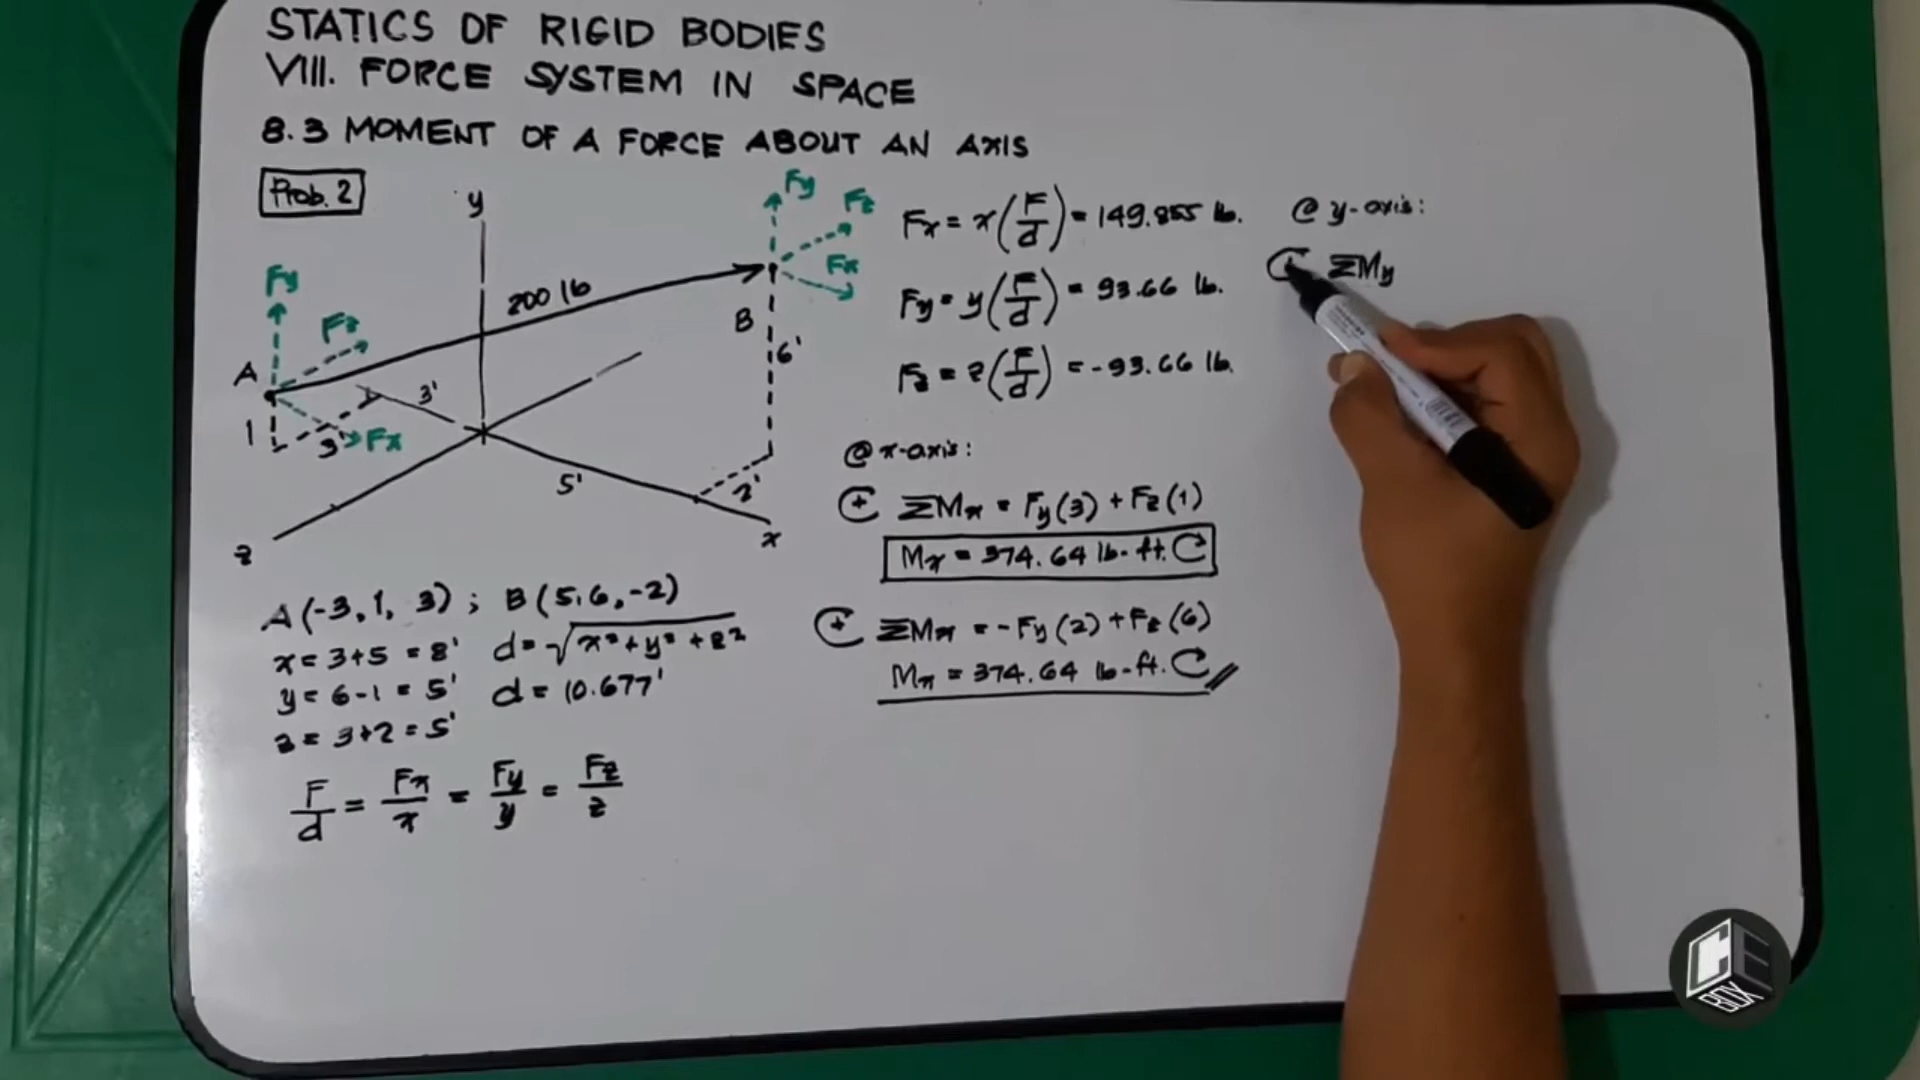 STATICS OF RIGID BODIES
VIII. FORCE SYSTEM IN SPACE
8.3 MOMENT OF A FORCE ABOUT AN AXIS
Prob. 2
y
Fy
Fz
Fx
200 lb
B
6'
Fy
Fz
A
1
3'
3'
Fx
5'
2'
z
x
A(-3, 1, 3) ; B(5, 6, -2)
x = 3+5 = 8'
y = 6-1 = 5'
z = 3+2 = 5'
d = √x²+y²+z²
d = 10.677'
F/d = Fx/x = Fy/y = Fz/z
Fx = x(F/d) = 149.855 lb.
Fy = y(F/d) = 93.66 lb.
Fz = z(F/d) = -93.66 lb.
@ x-axis:
+ ΣMx = Fy(3) + Fz(1)
Mx = 374.64 lb-ft.
+ ΣMx = -Fy(2) + Fz(6)
Mx = 374.64 lb-ft.
@ y-axis:
+ ΣMy
CE
BOX